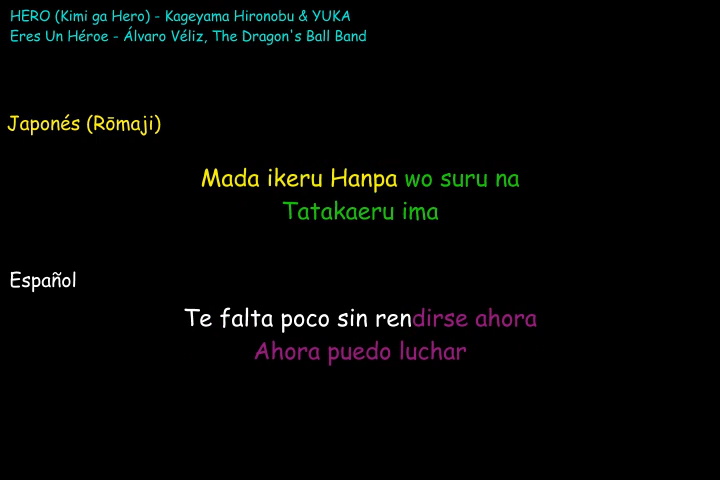 HERO (Kimi ga Hero) - Kageyama Hironobu & YUKA
Eres Un Héroe - Álvaro Véliz, The Dragon's Ball Band
Japonés (Rōmaji)
Mada ikeru Hanpa wo suru na
Tatakaeru ima
Español
Te falta poco sin rendirse ahora
Ahora puedo luchar